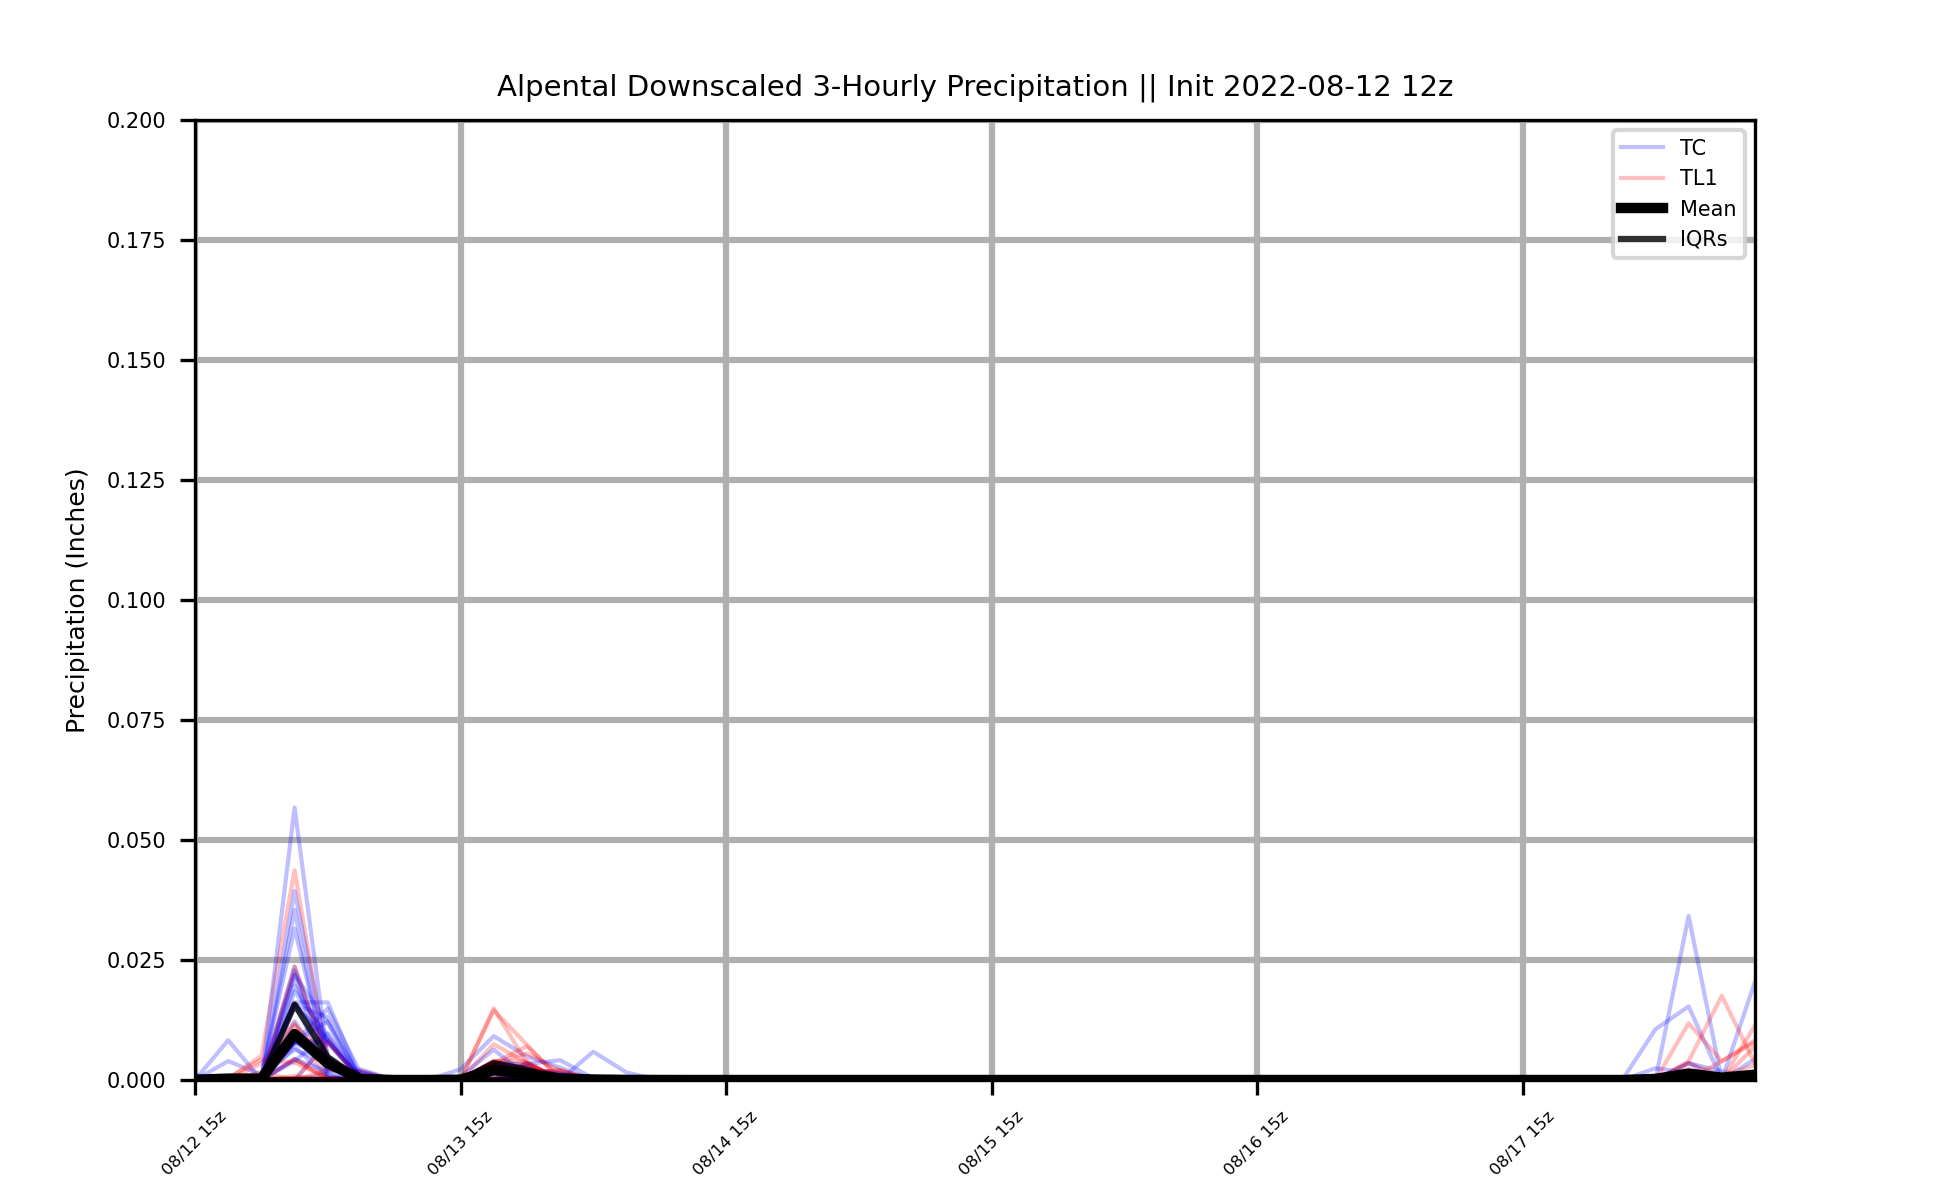 Alpental Downscaled 3-Hourly Precipitation || Init 2022-08-12 12z
TC
TL1
Mean
IQRs
Precipitation (Inches)
0.200
0.175
0.150
0.125
0.100
0.075
0.050
0.025
0.000
08/12 15z
08/13 15z
08/14 15z
08/15 15z
08/16 15z
08/17 15z